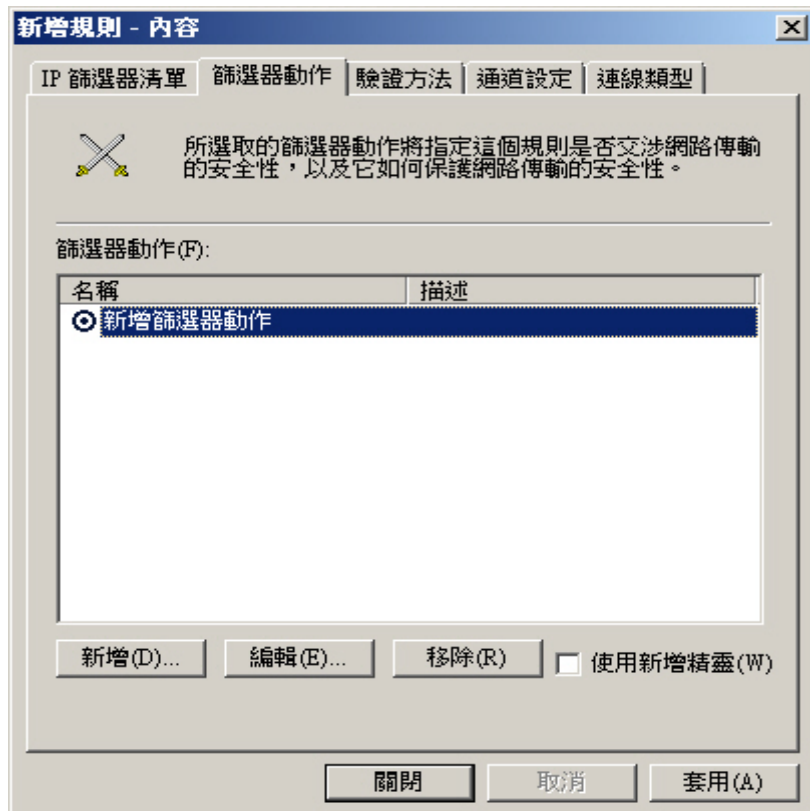 新增規則 - 內容
IP 篩選器清單 篩選器動作 驗證方法 通道設定 連線類型
所選取的篩選器動作將指定這個規則是否交涉網路傳輸
的安全性，以及它如何保護網路傳輸的安全性。
篩選器動作(F):
名稱 描述
新增篩選器動作
新增(D)... 編輯(E)... 移除(R) 使用新增精靈(W)
關閉 取消 套用(A)